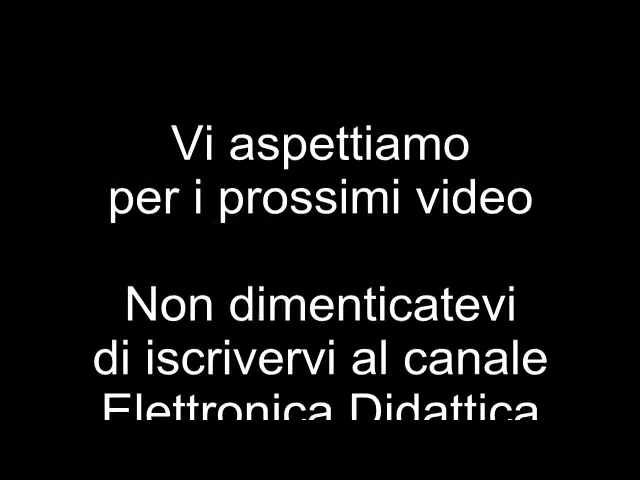 Vi aspettiamo
per i prossimi video
Non dimenticatevi
di iscrivervi al canale
Elettronica Didattica